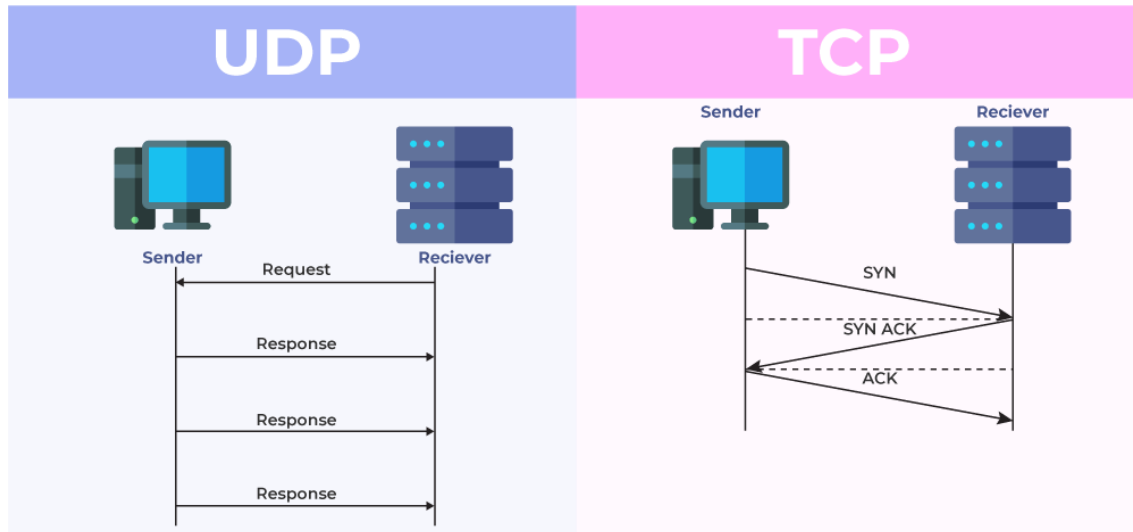 UDP
Sender
Reciever
Request
Response
Response
Response
TCP
Sender
Reciever
SYN
SYN ACK
ACK